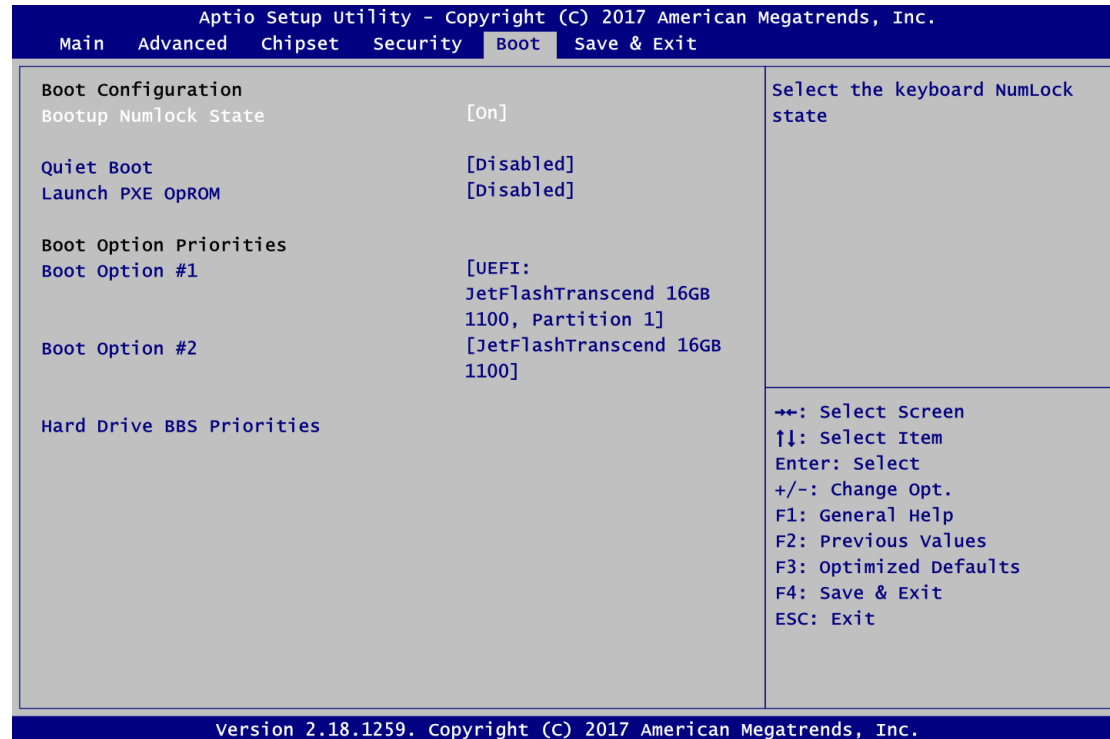 Aptio Setup Utility - Copyright (C) 2017 American Megatrends, Inc.
Main Advanced Chipset Security Boot Save & Exit
Boot Configuration
Bootup Numlock State [On]
Quiet Boot [Disabled]
Launch PXE OpROM [Disabled]
Boot Option Priorities
Boot Option #1 [UEFI:
JetFlashTranscend 16GB
1100, Partition 1]
Boot Option #2 [JetFlashTranscend 16GB
1100]
Hard Drive BBS Priorities
Select the keyboard NumLock
state
→←: Select Screen
↑↓: Select Item
Enter: Select
+/-: Change Opt.
F1: General Help
F2: Previous Values
F3: Optimized Defaults
F4: Save & Exit
ESC: Exit
Version 2.18.1259. Copyright (C) 2017 American Megatrends, Inc.